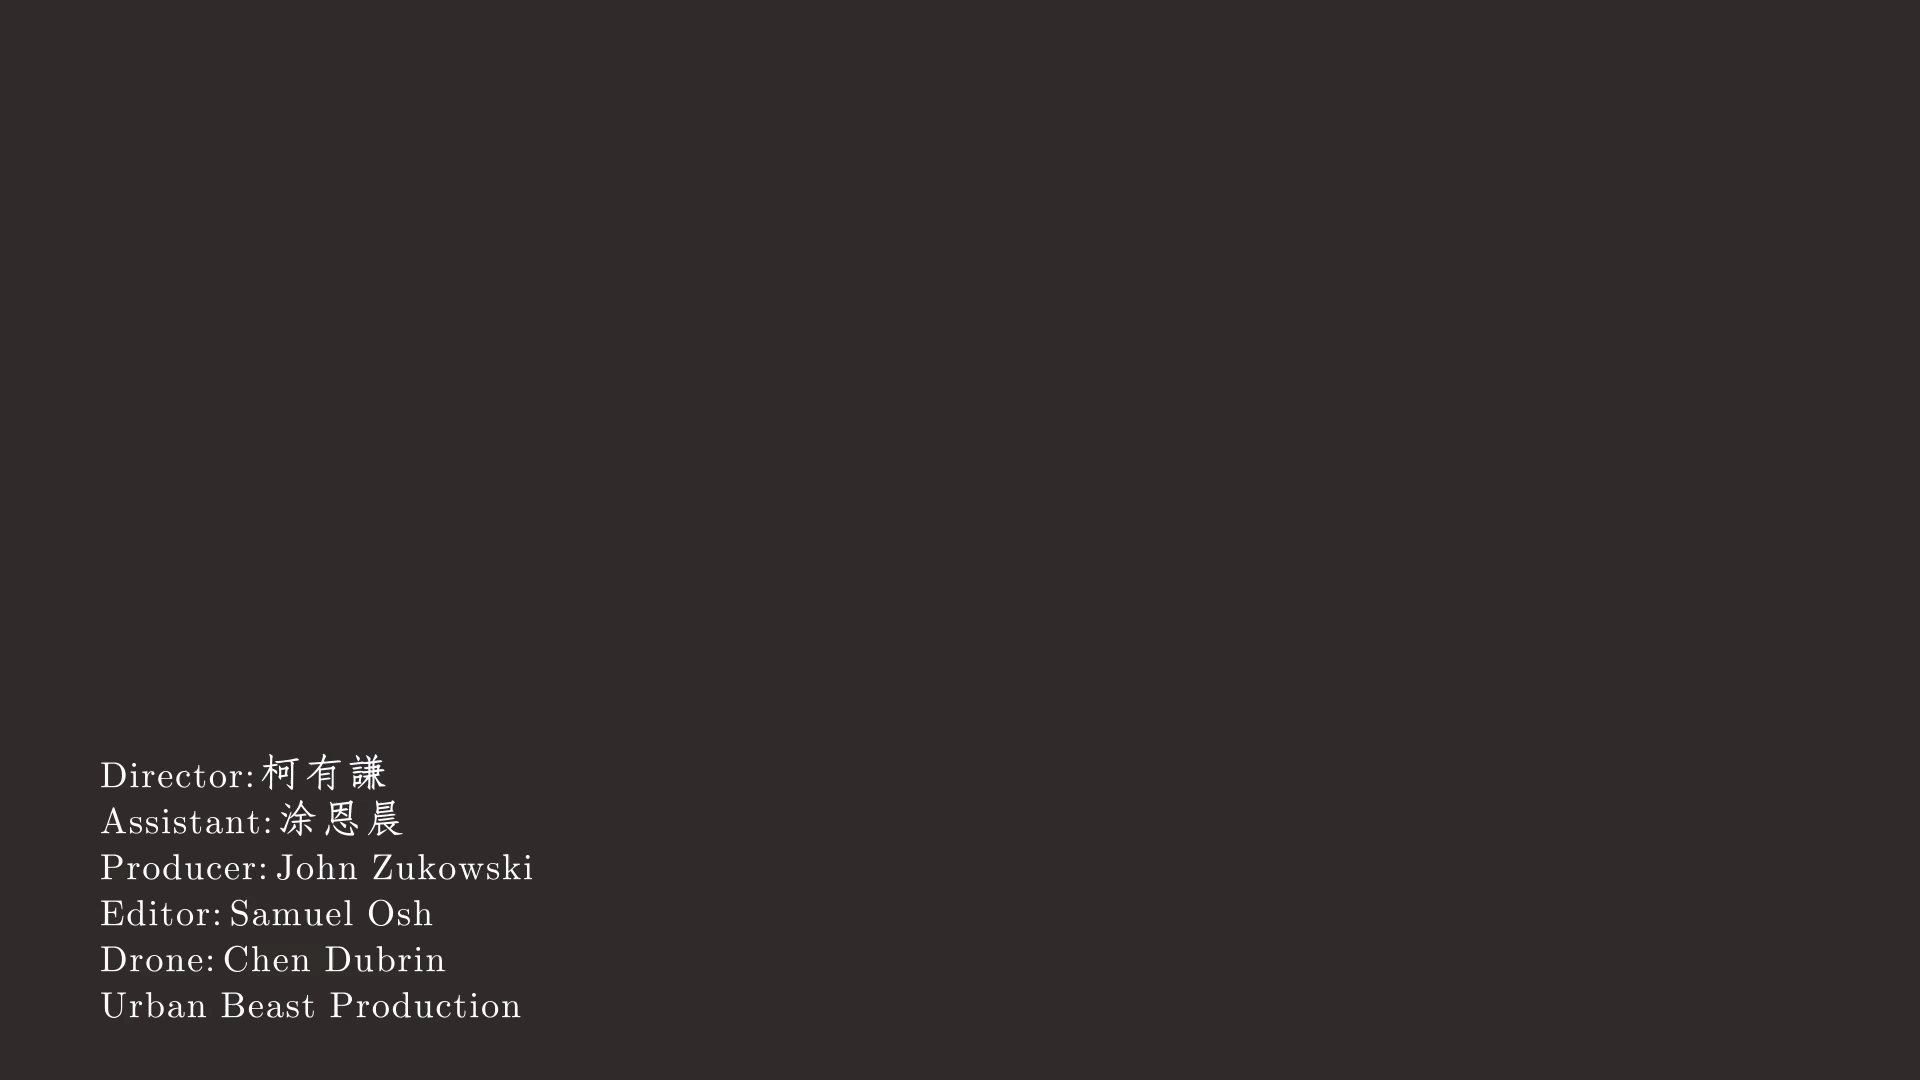 Director: 柯有謙
Assistant: 涂恩晨
Producer: John Zukowski
Editor: Samuel Osh
Drone: Chen Dubrin
Urban Beast Production